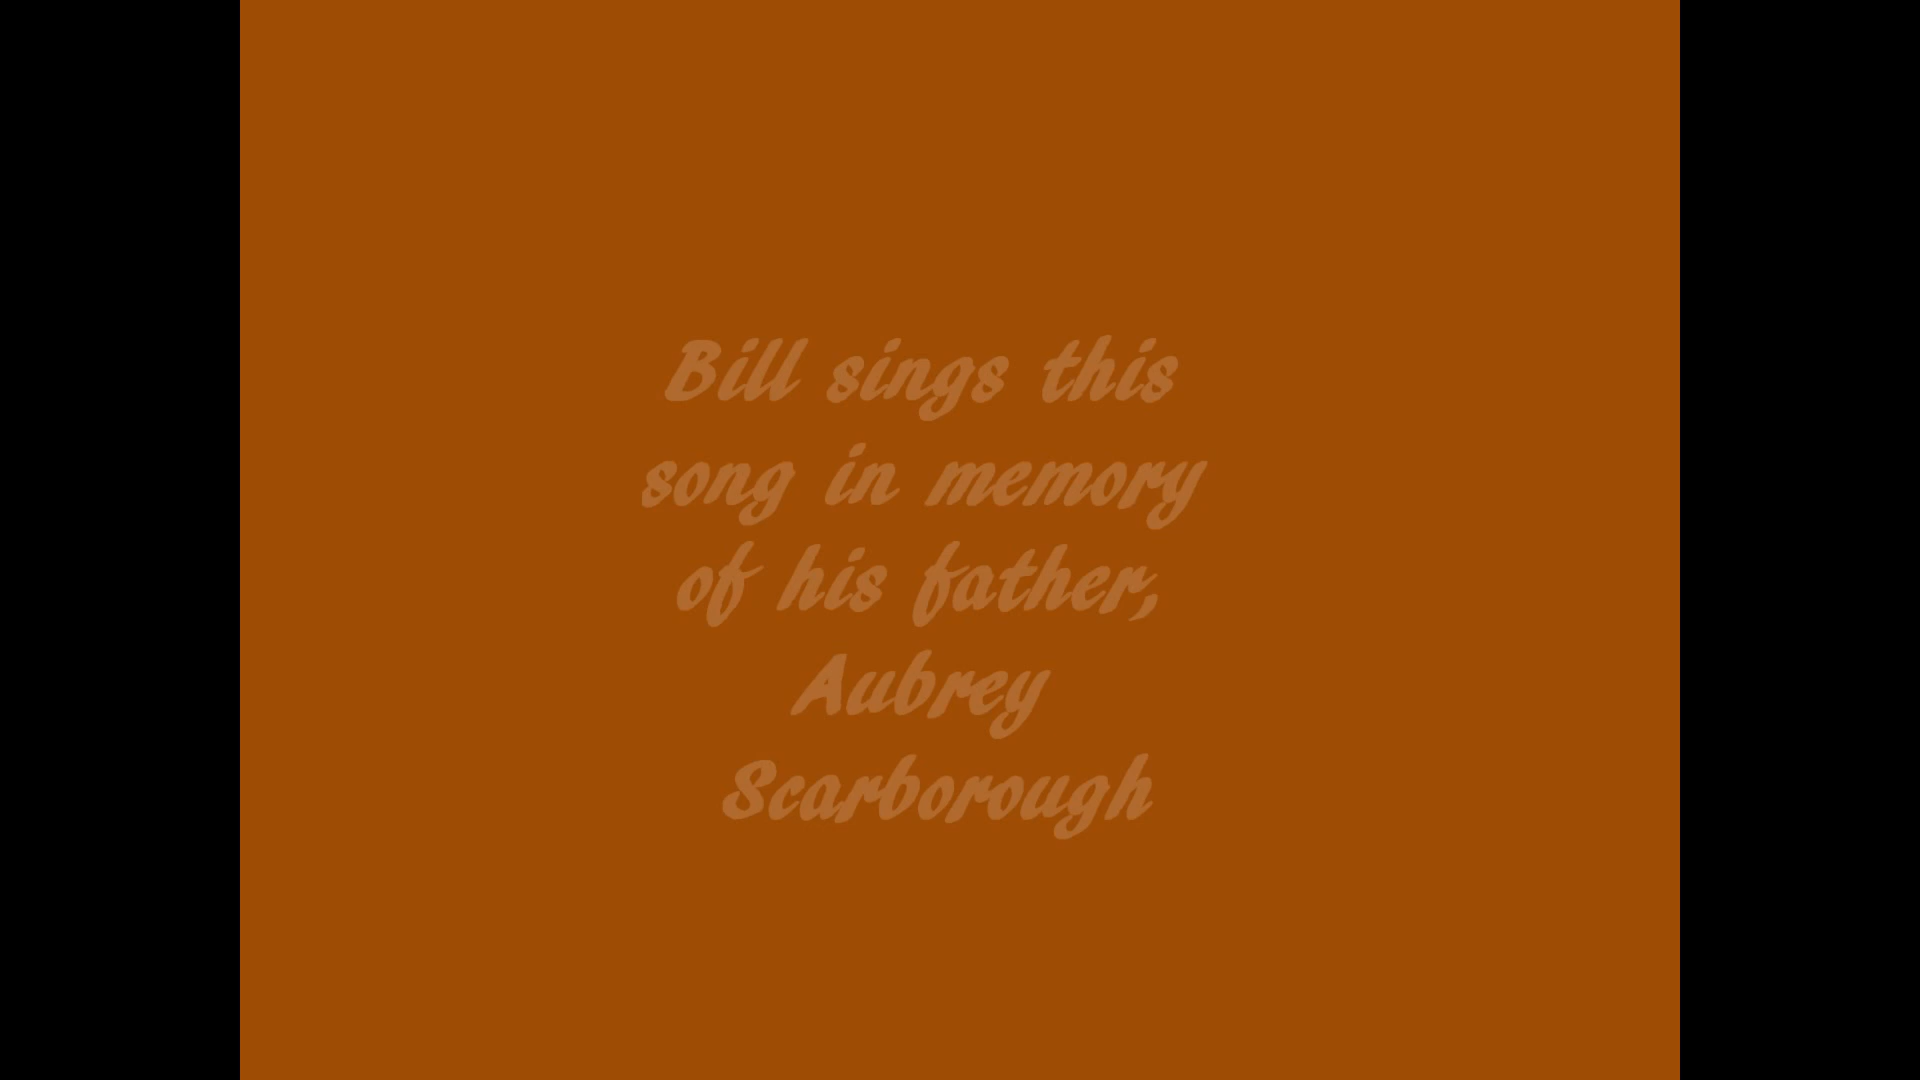 Bill sings this
song in memory
of his father,
Aubrey
Scarborough